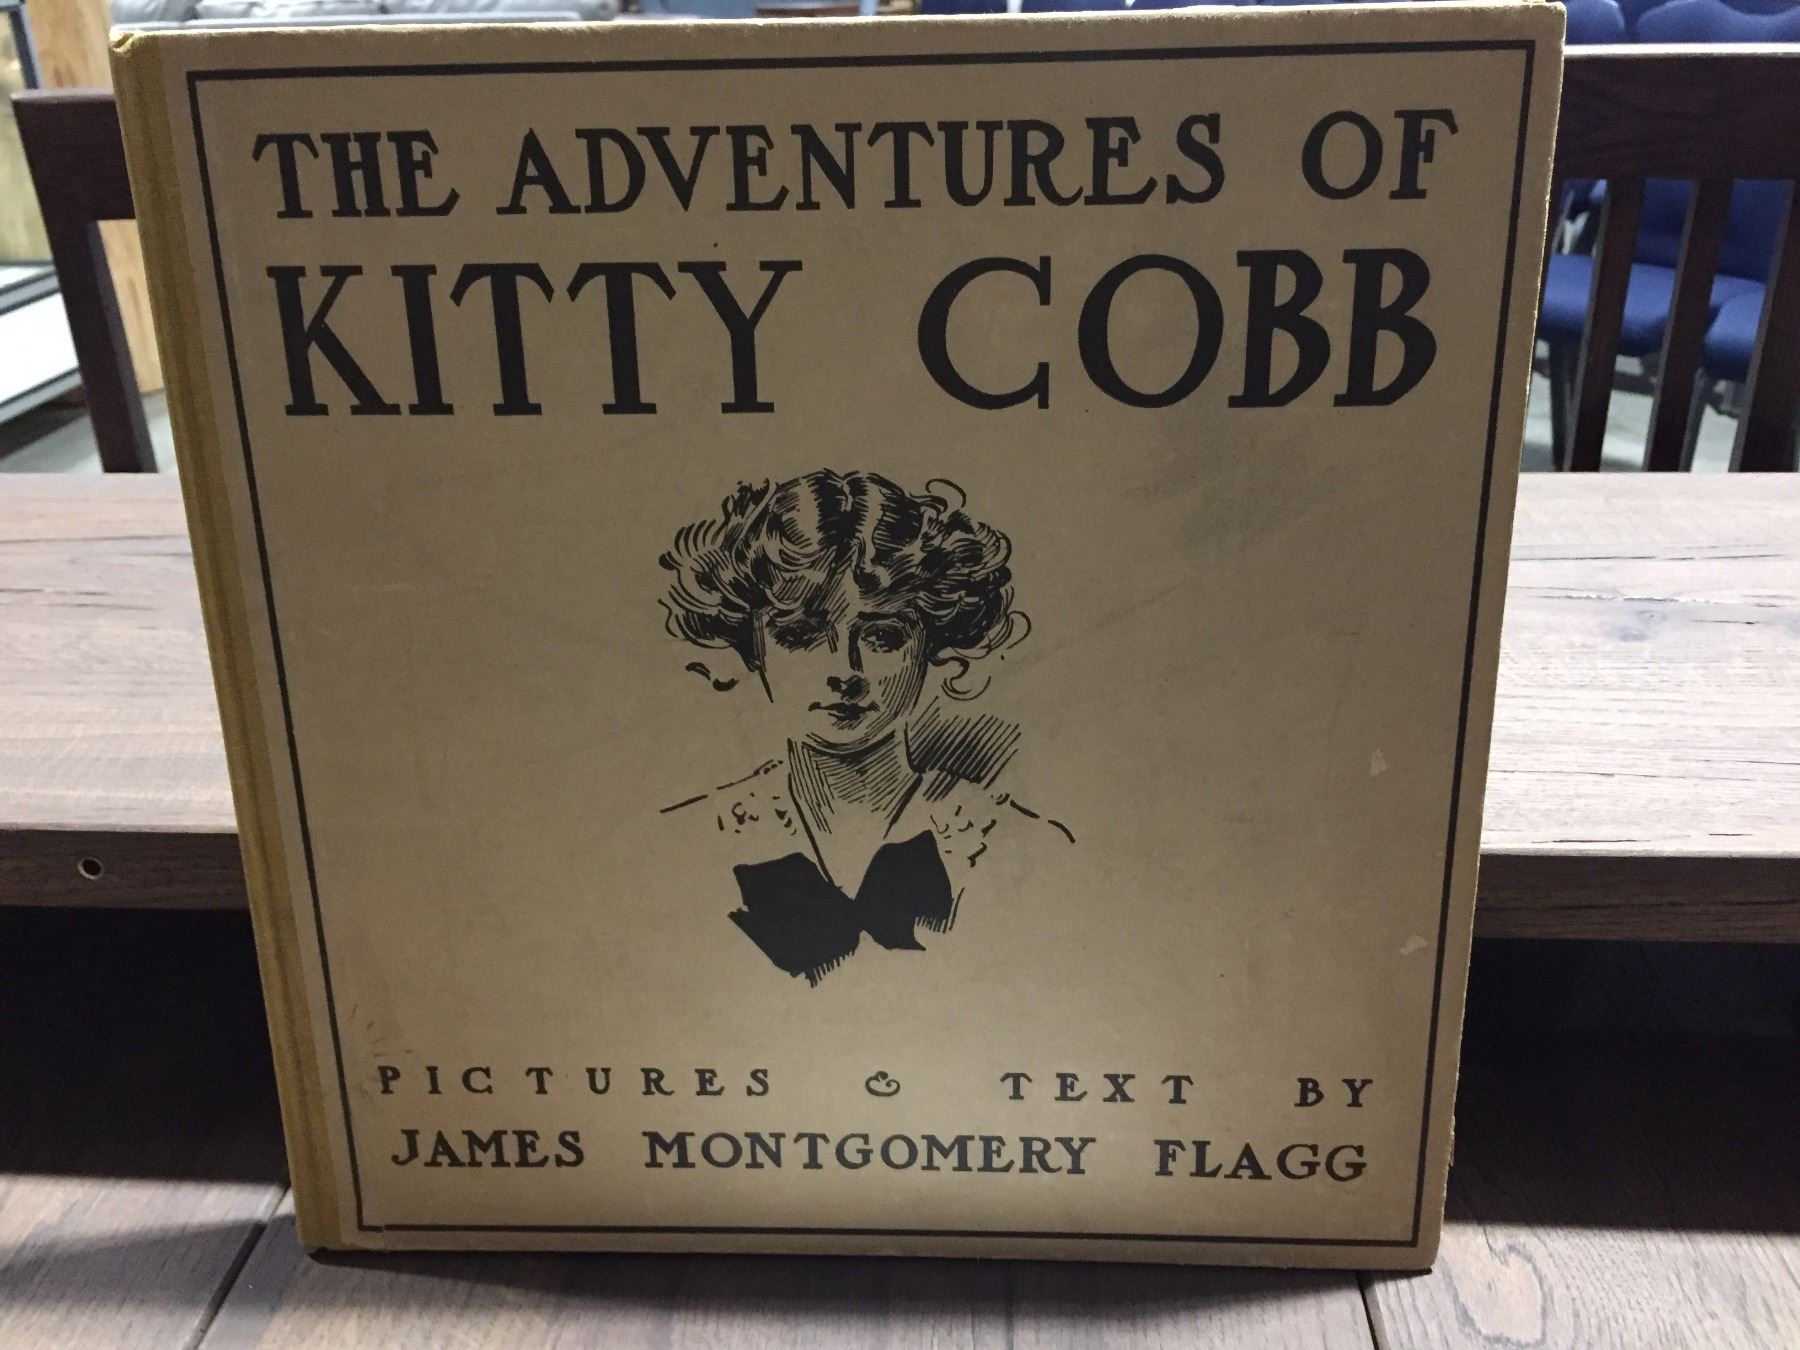 THE ADVENTURES OF
KITTY COBB
PICTURES & TEXT BY
JAMES MONTGOMERY FLAGG